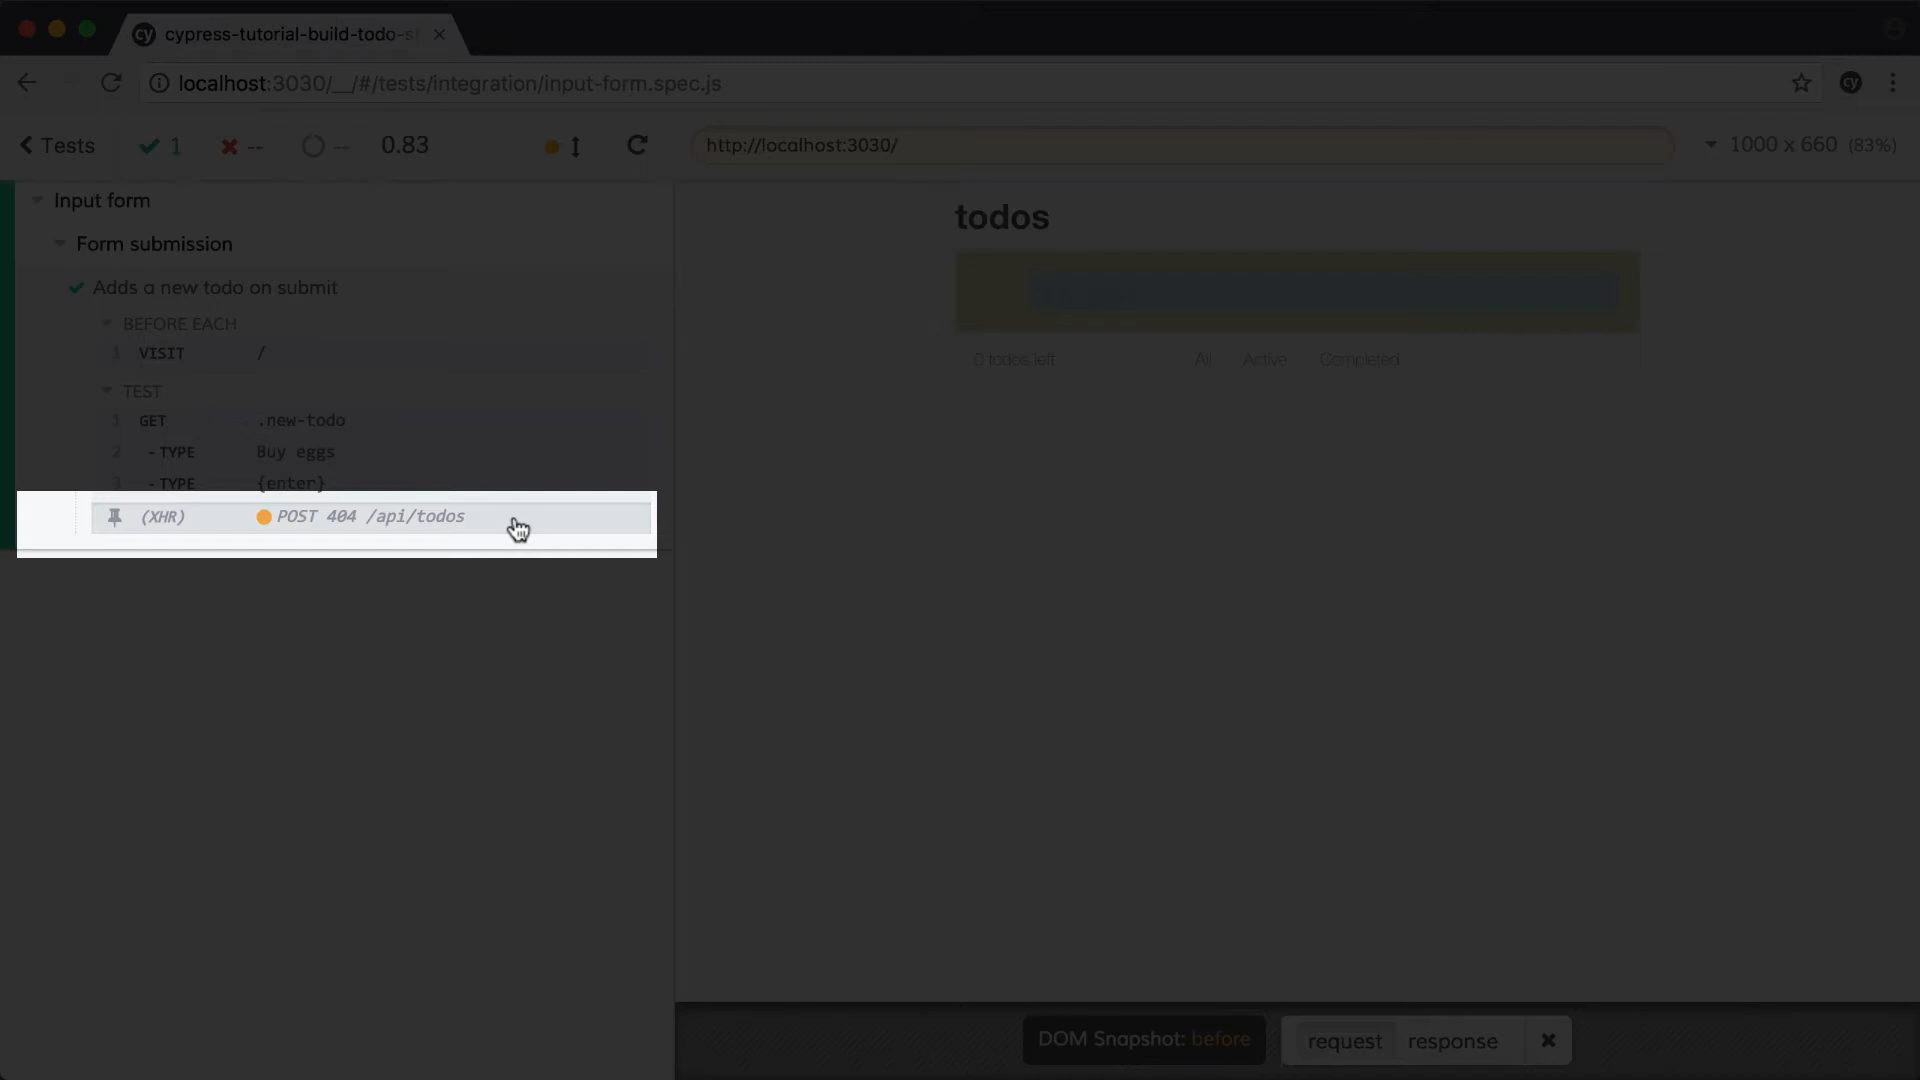 cypress-tutorial-build-todo-s
localhost:3030/__/#/tests/integration/input-form.spec.js
Tests 1 -- -- 0.83 http://localhost:3030/ 1000 x 660 (83%)
Input form
Form submission
Adds a new todo on submit
BEFORE EACH
1 VISIT /
TEST
1 GET .new-todo
2 - TYPE Buy eggs
3 - TYPE {enter}
(XHR) POST 404 /api/todos
todos
0 todos left All Active Completed
DOM Snapshot: before request response